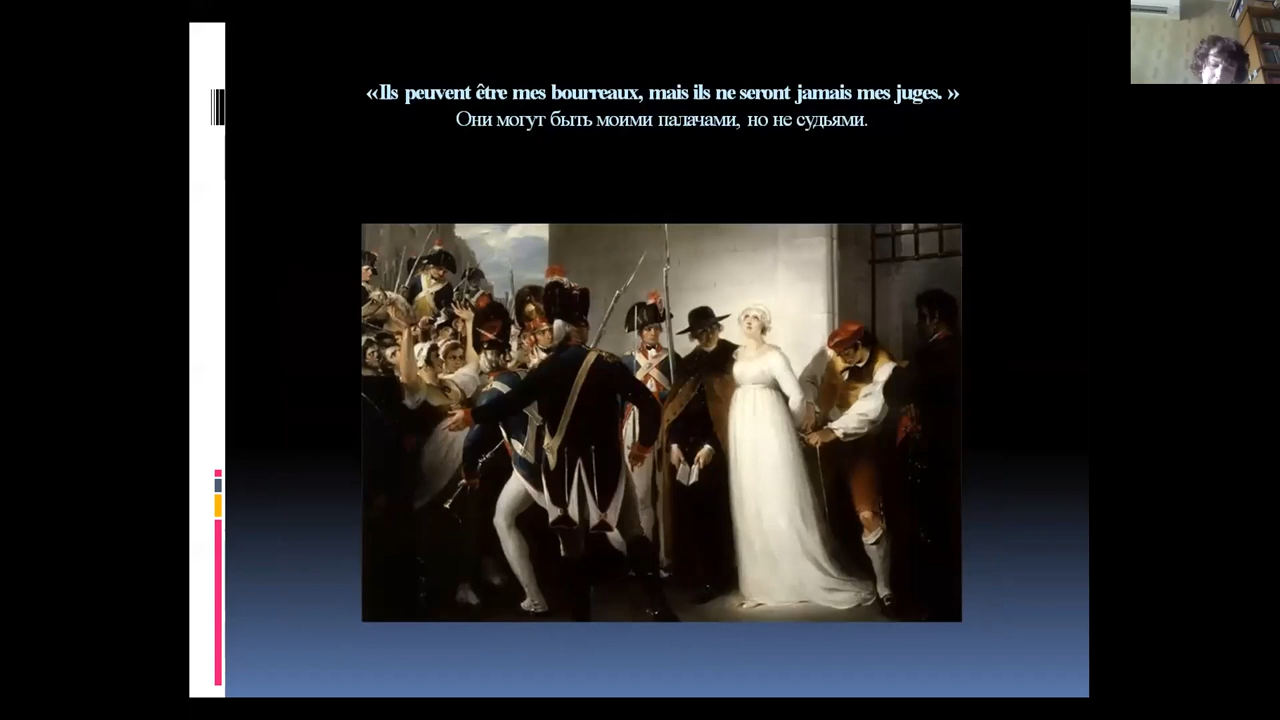 «Ils peuvent être mes bourreaux, mais ils ne seront jamais mes juges. »
Они могут быть моими палачами, но не судьями.